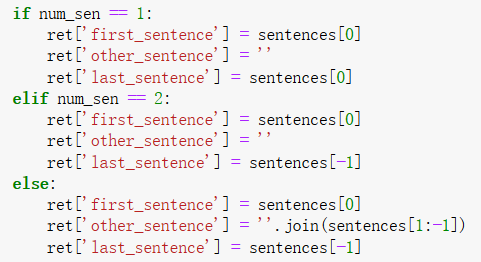 if num_sen == 1:
    ret['first_sentence'] = sentences[0]
    ret['other_sentence'] = ''
    ret['last_sentence'] = sentences[0]
elif num_sen == 2:
    ret['first_sentence'] = sentences[0]
    ret['other_sentence'] = ''
    ret['last_sentence'] = sentences[-1]
else:
    ret['first_sentence'] = sentences[0]
    ret['other_sentence'] = ''.join(sentences[1:-1])
    ret['last_sentence'] = sentences[-1]